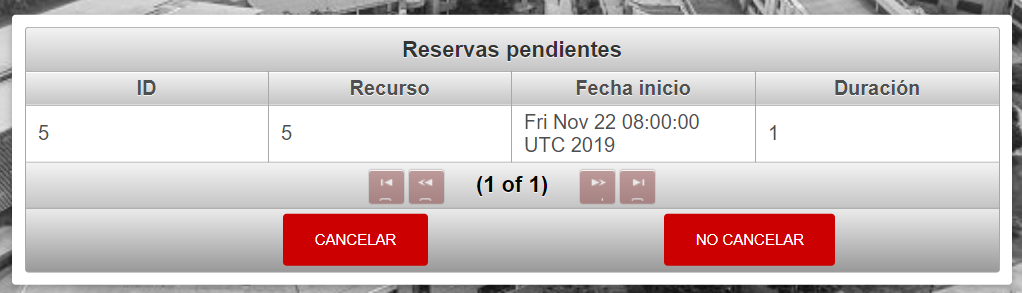 Reservas pendientes
ID Recurso Fecha inicio Duración
5 5 Fri Nov 22 08:00:00 1
UTC 2019
(1 of 1)
CANCELAR NO CANCELAR